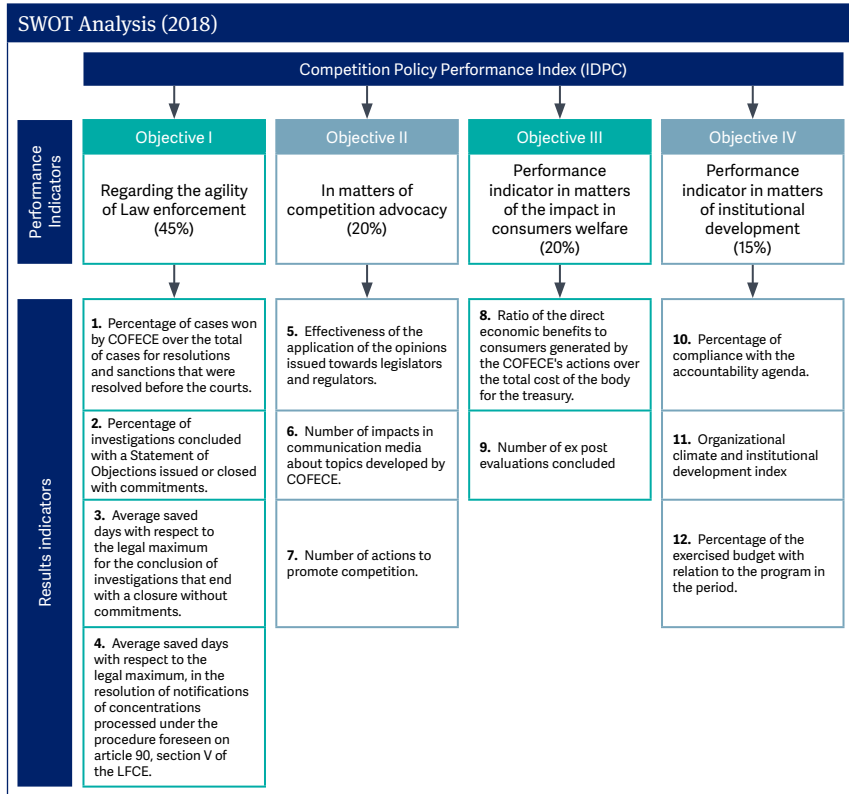 SWOT Analysis (2018)
Competition Policy Performance Index (IDPC)
Performance
Indicators
Objective I
Regarding the agility
of Law enforcement
(45%)
Objective II
In matters of
competition advocacy
(20%)
Objective III
Performance
indicator in matters
of the impact in
consumers welfare
(20%)
Objective IV
Performance
indicator in matters
of institutional
development
(15%)
Results indicators
1. Percentage of cases won
by COFECE over the total
of cases for resolutions
and sanctions that were
resolved before the courts.
2. Percentage of
investigations concluded
with a Statement of
Objections issued or closed
with commitments.
3. Average saved
days with respect to
the legal maximum
for the conclusion of
investigations that end
with a closure without
commitments.
4. Average saved days
with respect to the
legal maximum, in the
resolution of notifications
of concentrations
processed under the
procedure foreseen on
article 90, section V of
the LFCE.
5. Effectiveness of the
application of the opinions
issued towards legislators
and regulators.
6. Number of impacts in
communication media
about topics developed by
COFECE.
7. Number of actions to
promote competition.
8. Ratio of the direct
economic benefits to
consumers generated by
the COFECE's actions over
the total cost of the body
for the treasury.
9. Number of ex post
evaluations concluded
10. Percentage of
compliance with the
accountability agenda.
11. Organizational
climate and institutional
development index
12. Percentage of the
exercised budget with
relation to the program in
the period.